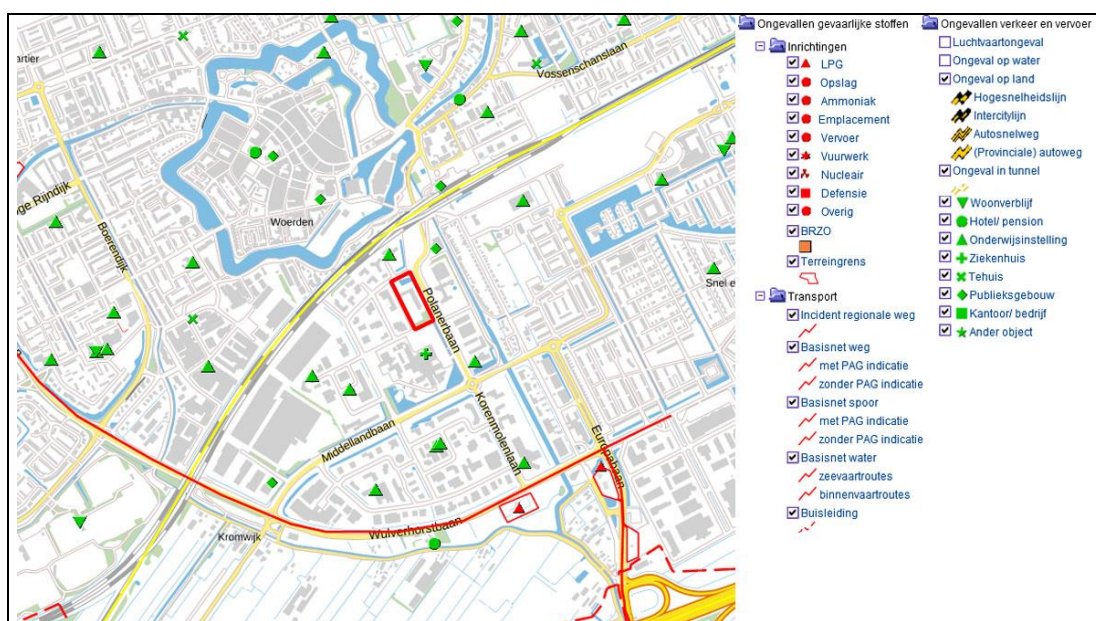 artier
Vossenschanslaan
oge Rijndijk
Boerendijk
Woerden
Snel e
Polanerbaan
Middellandbaan
Korenmolenlaan
Europabaan
Wulverhorstbaan
Kromwijk
Ongevallen gevaarlijke stoffen
Inrichtingen
LPG
Opslag
Ammoniak
Emplacement
Vervoer
Vuurwerk
Nucleair
Defensie
Overig
BRZO
Terreingrens
Transport
Incident regionale weg
Basisnet weg
met PAG indicatie
zonder PAG indicatie
Basisnet spoor
met PAG indicatie
zonder PAG indicatie
Basisnet water
zeevaartroutes
binnenvaartroutes
Buisleiding
Ongevallen verkeer en vervoer
Luchtvaartongeval
Ongeval op water
Ongeval op land
Hogesnelheidslijn
Intercitylijn
Autosnelweg
(Provinciale) autoweg
Ongeval in tunnel
Woonverblijf
Hotel/ pension
Onderwijsinstelling
Ziekenhuis
Tehuis
Publieksgebouw
Kantoor/ bedrijf
Ander object